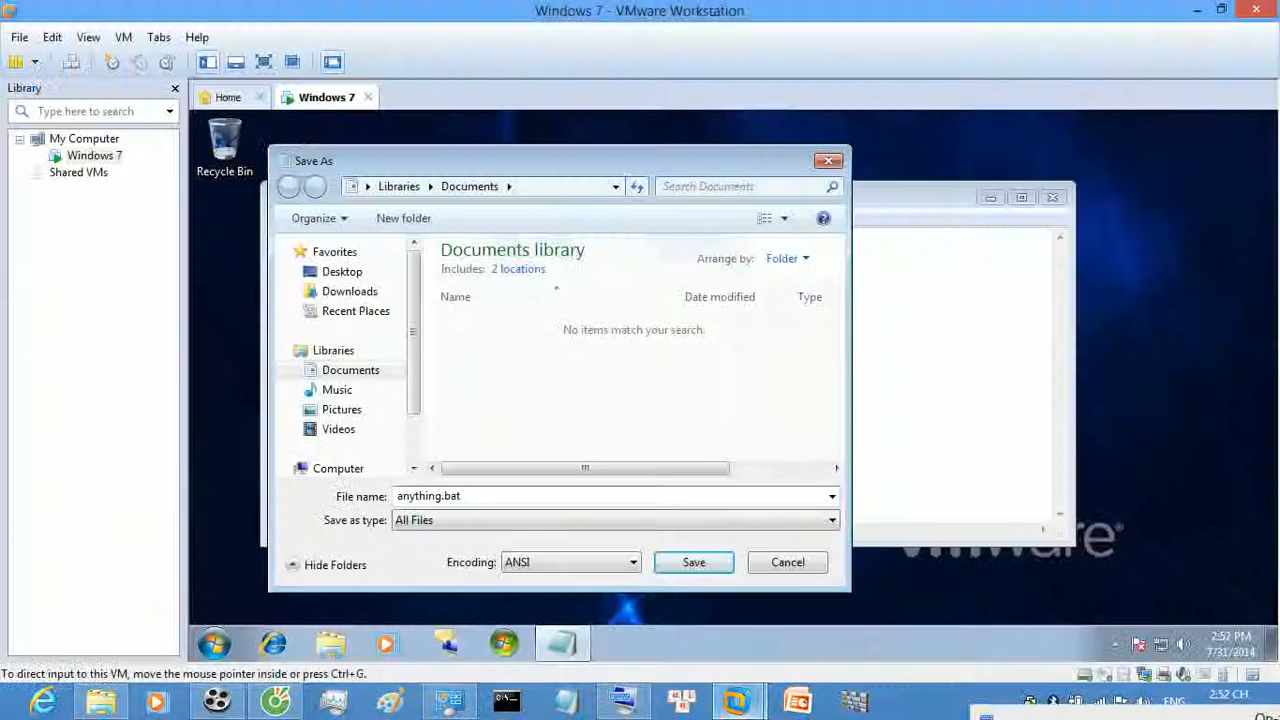 Windows 7 - VMware Workstation
File Edit View VM Tabs Help
Library
Type here to search
My Computer
Windows 7
Shared VMs
Home
Windows 7
Recycle Bin
Save As
Libraries Documents
Search Documents
Organize
New folder
Favorites
Desktop
Downloads
Recent Places
Libraries
Documents
Music
Pictures
Videos
Computer
Documents library
Includes: 2 locations
Arrange by: Folder
Name Date modified Type
No items match your search.
File name: anything.bat
Save as type: All Files
Hide Folders
Encoding: ANSI
Save
Cancel
vmware®
2:52 PM
7/31/2014
To direct input to this VM, move the mouse pointer inside or press Ctrl+G.
ENG
2:52 CH